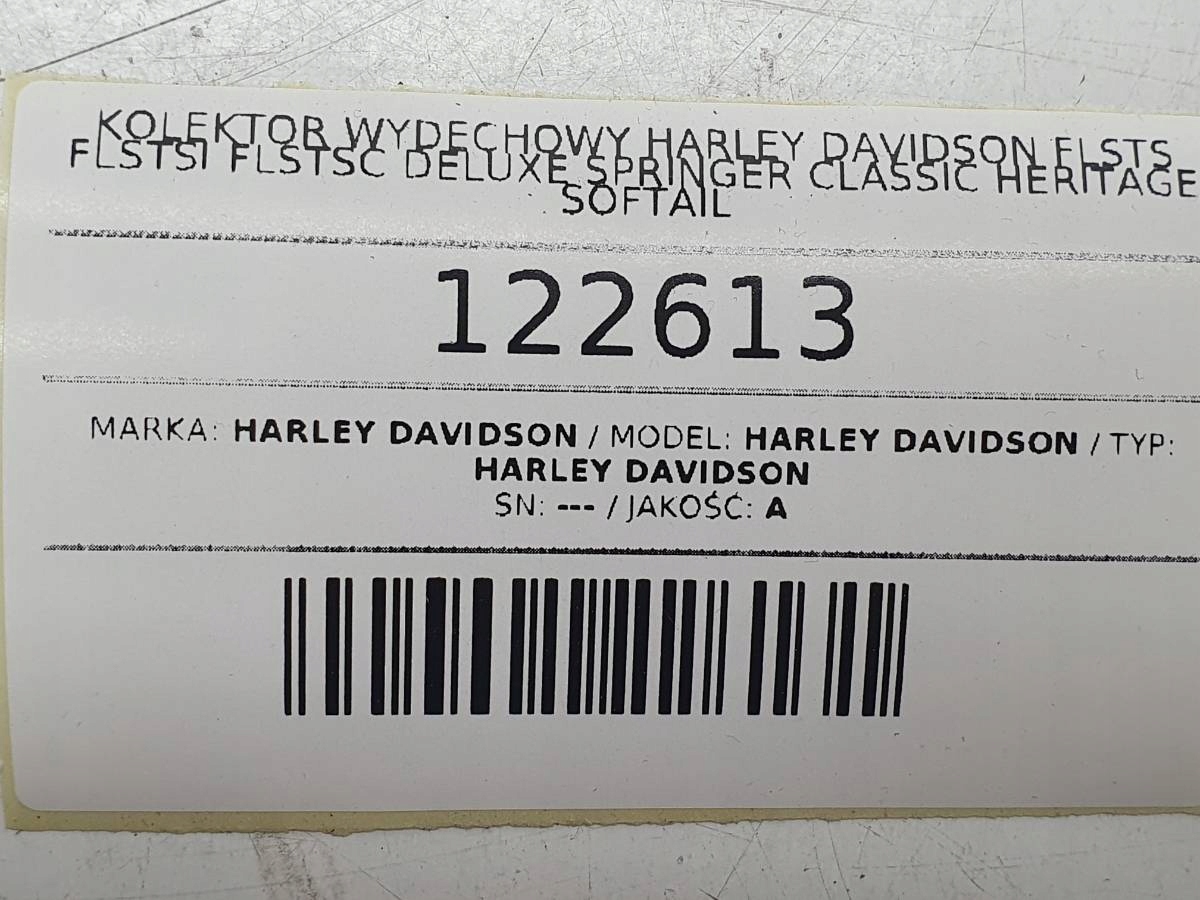 KOLEKTOR WYDECHOWY HARLEY DAVIDSON FLSTS
FLSTSI FLSTSC DELUXE SPRINGER CLASSIC HERITAGE
SOFTAIL
122613
MARKA: HARLEY DAVIDSON / MODEL: HARLEY DAVIDSON / TYP:
HARLEY DAVIDSON
SN: --- / JAKOŚĆ: A